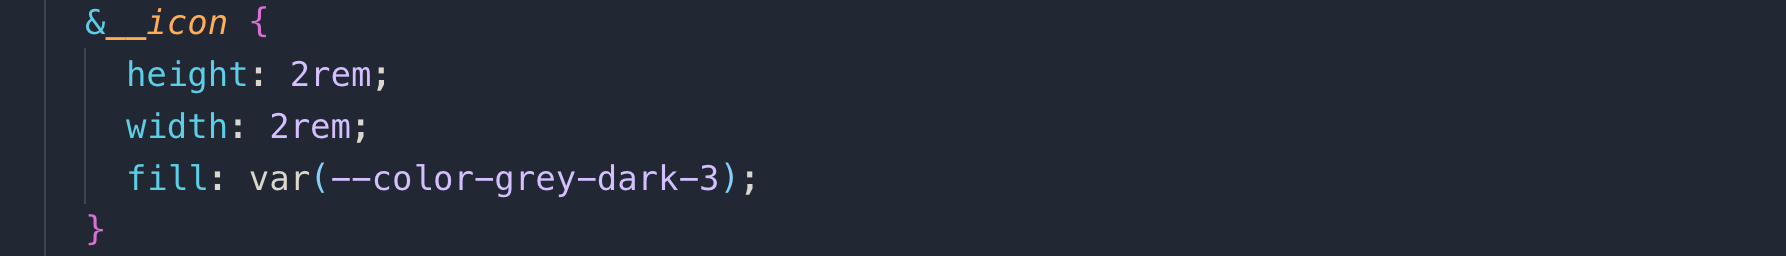 &__icon {
height: 2rem;
width: 2rem;
fill: var(--color-grey-dark-3);
}